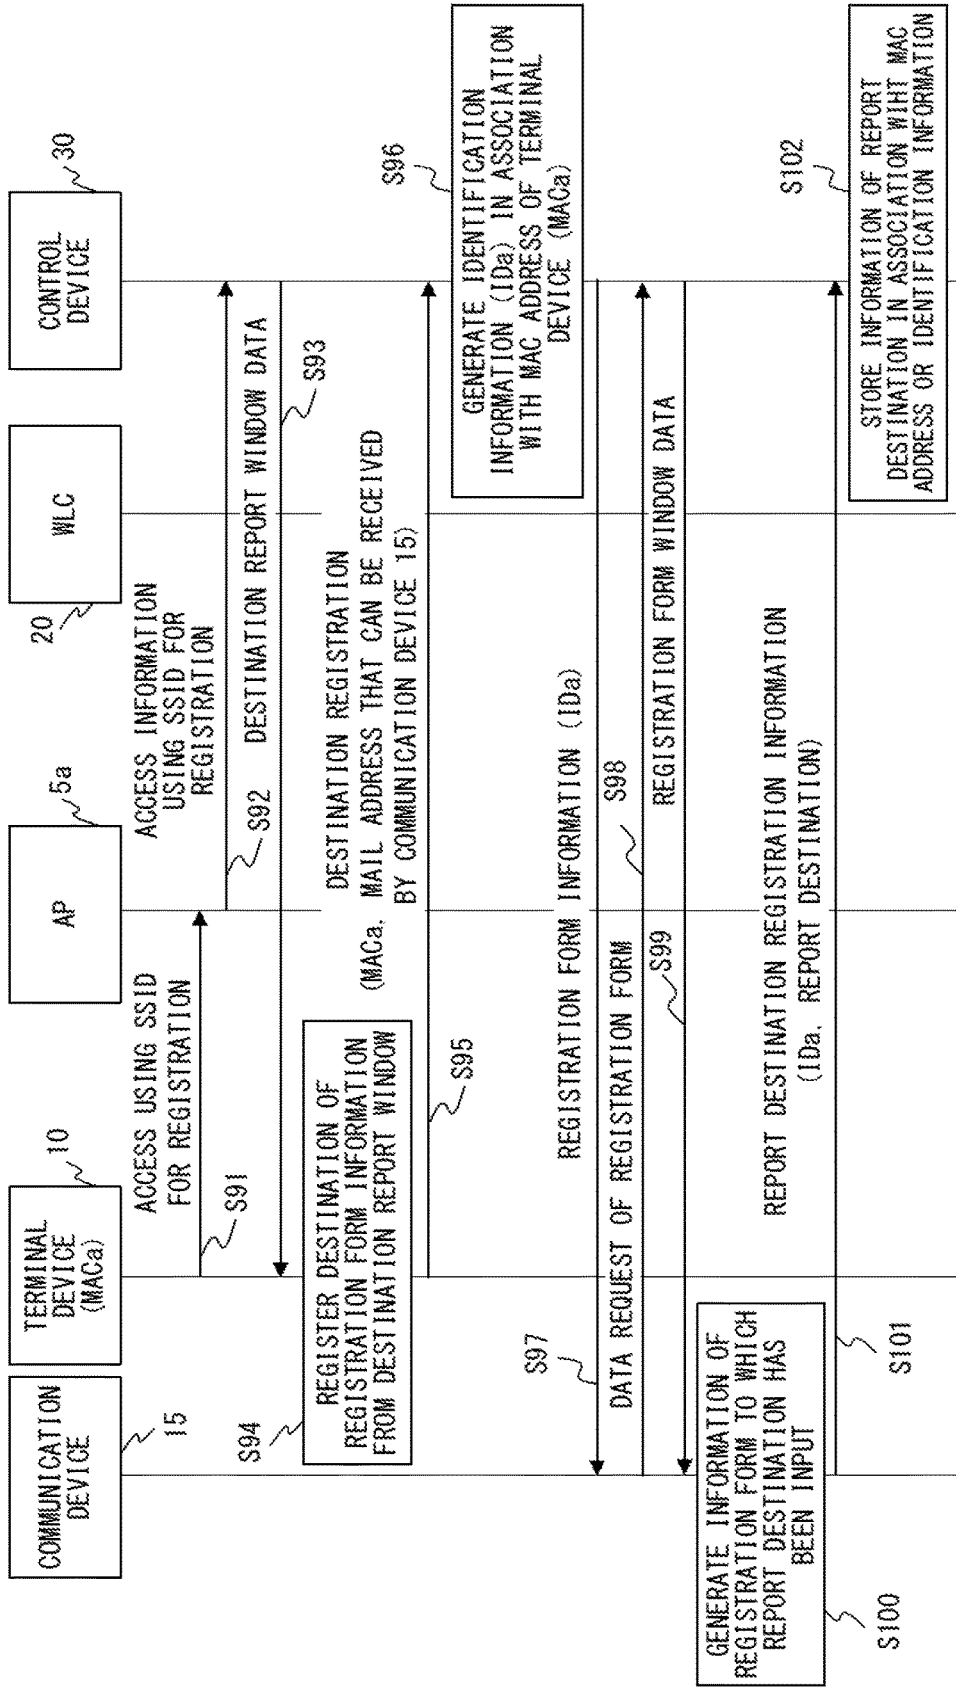 COMMUNICATION
DEVICE
15
TERMINAL
DEVICE
(MACa)
10
AP
5a
WLC
20
CONTROL
DEVICE
30
ACCESS USING SSID
FOR REGISTRATION
S91
ACCESS INFORMATION
USING SSID FOR
REGISTRATION
S92
DESTINATION REPORT WINDOW DATA
S93
REGISTER DESTINATION OF
REGISTRATION FORM INFORMATION
FROM DESTINATION REPORT WINDOW
S94
DESTINATION REGISTRATION
(MACa, MAIL ADDRESS THAT CAN BE RECEIVED
BY COMMUNICATION DEVICE 15)
S95
S96
GENERATE IDENTIFICATION
INFORMATION (IDa) IN ASSOCIATION
WITH MAC ADDRESS OF TERMINAL
DEVICE (MACa)
REGISTRATION FORM INFORMATION (IDa)
S97
DATA REQUEST OF REGISTRATION FORM
S98
REGISTRATION FORM WINDOW DATA
S99
GENERATE INFORMATION OF
REGISTRATION FORM TO WHICH
REPORT DESTINATION HAS
BEEN INPUT
S100
REPORT DESTINATION REGISTRATION INFORMATION
(IDa, REPORT DESTINATION)
S101
S102
STORE INFORMATION OF REPORT
DESTINATION IN ASSOCIATION WIHT MAC
ADDRESS OR IDENTIFICATION INFORMATION